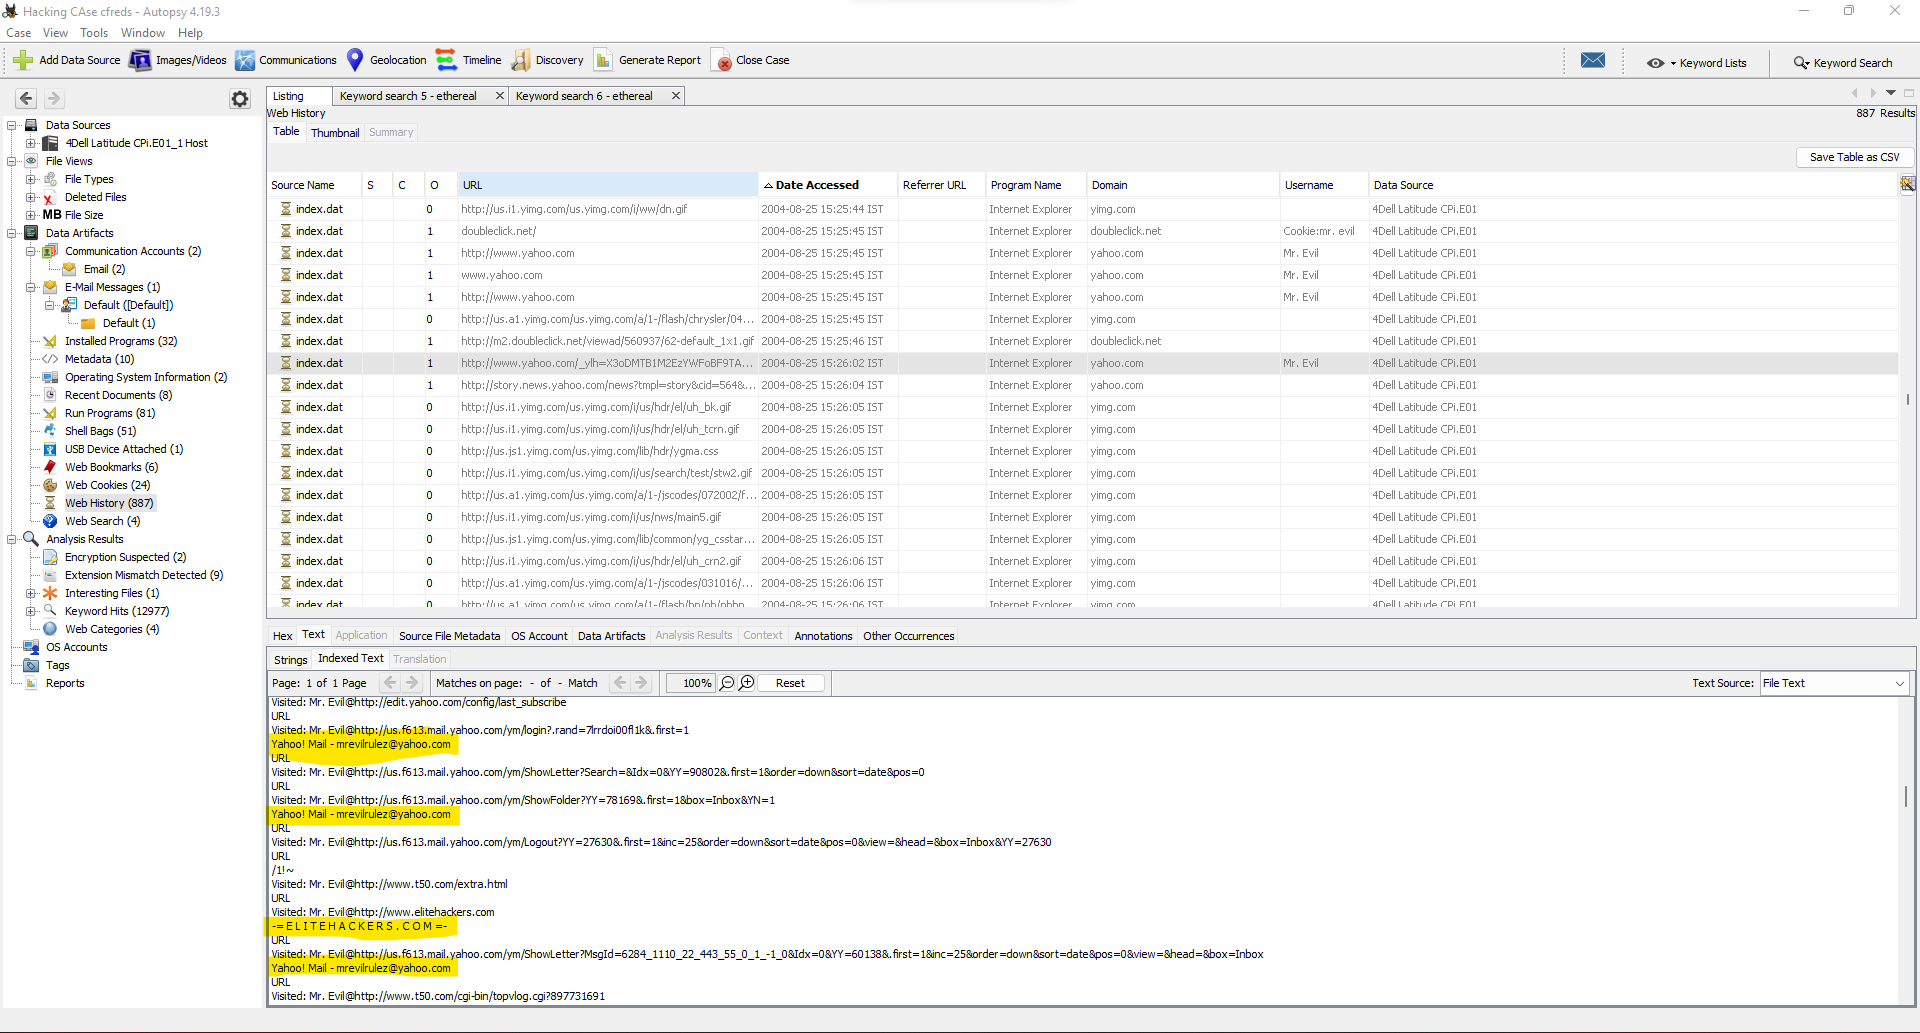 Hacking CAse cfreds - Autopsy 4.19.3
Case View Tools Window Help
Add Data Source Images/Videos Communications Geolocation Timeline Discovery Generate Report Close Case Keyword Lists Keyword Search
Data Sources
4Dell Latitude CPi.E01_1 Host
File Views
File Types
Deleted Files
MB File Size
Data Artifacts
Communication Accounts (2)
Email (2)
E-Mail Messages (1)
Default ([Default])
Default (1)
Installed Programs (32)
Metadata (10)
Operating System Information (2)
Recent Documents (8)
Run Programs (81)
Shell Bags (51)
USB Device Attached (1)
Web Bookmarks (6)
Web Cookies (24)
Web History (887)
Web Search (4)
Analysis Results
Encryption Suspected (2)
Extension Mismatch Detected (9)
Interesting Files (1)
Keyword Hits (12977)
Web Categories (4)
OS Accounts
Tags
Reports
Listing Keyword search 5 - ethereal Keyword search 6 - ethereal
Web History 887 Results
Table Thumbnail Summary
Save Table as CSV
Source Name S C O URL Date Accessed Referrer URL Program Name Domain Username Data Source
index.dat 0 http://us.i1.yimg.com/us.yimg.com/i/ww/dn.gif 2004-08-25 15:25:44 IST Internet Explorer yimg.com 4Dell Latitude CPi.E01
index.dat 1 doubleclick.net/ 2004-08-25 15:25:45 IST Internet Explorer doubleclick.net Cookie:mr. evil 4Dell Latitude CPi.E01
index.dat 1 http://www.yahoo.com 2004-08-25 15:25:45 IST Internet Explorer yahoo.com Mr. Evil 4Dell Latitude CPi.E01
index.dat 1 www.yahoo.com 2004-08-25 15:25:45 IST Internet Explorer yahoo.com Mr. Evil 4Dell Latitude CPi.E01
index.dat 1 http://www.yahoo.com 2004-08-25 15:25:45 IST Internet Explorer yahoo.com Mr. Evil 4Dell Latitude CPi.E01
index.dat 0 http://us.a1.yimg.com/us.yimg.com/a/1-/flash/chrysler/04... 2004-08-25 15:25:45 IST Internet Explorer yimg.com 4Dell Latitude CPi.E01
index.dat 1 http://m2.doubleclick.net/viewad/560937/62-default_1x1.gif 2004-08-25 15:25:46 IST Internet Explorer doubleclick.net 4Dell Latitude CPi.E01
index.dat 1 http://www.yahoo.com/_ylh=X3oDMTB1M2EzYWFoBF9TA... 2004-08-25 15:26:02 IST Internet Explorer yahoo.com Mr. Evil 4Dell Latitude CPi.E01
index.dat 1 http://story.news.yahoo.com/news?tmpl=story&cid=564&... 2004-08-25 15:26:04 IST Internet Explorer yahoo.com 4Dell Latitude CPi.E01
index.dat 0 http://us.i1.yimg.com/us.yimg.com/i/us/hdr/el/uh_bk.gif 2004-08-25 15:26:05 IST Internet Explorer yimg.com 4Dell Latitude CPi.E01
index.dat 0 http://us.i1.yimg.com/us.yimg.com/i/us/hdr/el/uh_tcrn.gif 2004-08-25 15:26:05 IST Internet Explorer yimg.com 4Dell Latitude CPi.E01
index.dat 0 http://us.js1.yimg.com/us.yimg.com/lib/hdr/ygma.css 2004-08-25 15:26:05 IST Internet Explorer yimg.com 4Dell Latitude CPi.E01
index.dat 0 http://us.i1.yimg.com/us.yimg.com/i/us/search/test/stw2.gif 2004-08-25 15:26:05 IST Internet Explorer yimg.com 4Dell Latitude CPi.E01
index.dat 0 http://us.a1.yimg.com/us.yimg.com/a/1-/jscodes/072002/f... 2004-08-25 15:26:05 IST Internet Explorer yimg.com 4Dell Latitude CPi.E01
index.dat 0 http://us.i1.yimg.com/us.yimg.com/i/us/nws/main5.gif 2004-08-25 15:26:05 IST Internet Explorer yimg.com 4Dell Latitude CPi.E01
index.dat 0 http://us.js1.yimg.com/us.yimg.com/lib/common/yg_csstar... 2004-08-25 15:26:05 IST Internet Explorer yimg.com 4Dell Latitude CPi.E01
index.dat 0 http://us.i1.yimg.com/us.yimg.com/i/us/hdr/el/uh_crn2.gif 2004-08-25 15:26:06 IST Internet Explorer yimg.com 4Dell Latitude CPi.E01
index.dat 0 http://us.a1.yimg.com/us.yimg.com/a/1-/jscodes/031016/... 2004-08-25 15:26:06 IST Internet Explorer yimg.com 4Dell Latitude CPi.E01
index.dat 0 2004-08-25 15:26:06 IST Internet Explorer yimg.com 4Dell Latitude CPi.E01
Hex Text Application Source File Metadata OS Account Data Artifacts Analysis Results Context Annotations Other Occurrences
Strings Indexed Text Translation
Page: 1 of 1 Page Matches on page: - of - Match 100% Reset Text Source: File Text
Visited: Mr. Evil@http://edit.yahoo.com/config/last_subscribe
URL
Visited: Mr. Evil@http://us.f613.mail.yahoo.com/ym/login?.rand=7lrrdoi00fl1k&.first=1
Yahoo! Mail - mrevilrulez@yahoo.com
URL
Visited: Mr. Evil@http://us.f613.mail.yahoo.com/ym/ShowLetter?Search=&Idx=0&YY=90802&.first=1&order=down&sort=date&pos=0
URL
Visited: Mr. Evil@http://us.f613.mail.yahoo.com/ym/ShowFolder?YY=78169&.first=1&box=Inbox&YN=1
Yahoo! Mail - mrevilrulez@yahoo.com
URL
Visited: Mr. Evil@http://us.f613.mail.yahoo.com/ym/Logout?YY=27630&.first=1&inc=25&order=down&sort=date&pos=0&view=&head=&box=Inbox&YY=27630
URL
/1!~
Visited: Mr. Evil@http://www.t50.com/extra.html
URL
Visited: Mr. Evil@http://www.elitehackers.com
-= E L I T E H A C K E R S . C O M =-
URL
Visited: Mr. Evil@http://us.f613.mail.yahoo.com/ym/ShowLetter?MsgId=6284_1110_22_443_55_0_1_-1_0&Idx=0&YY=60138&.first=1&inc=25&order=down&sort=date&pos=0&view=&head=&box=Inbox
Yahoo! Mail - mrevilrulez@yahoo.com
URL
Visited: Mr. Evil@http://www.t50.com/cgi-bin/topvlog.cgi?897731691